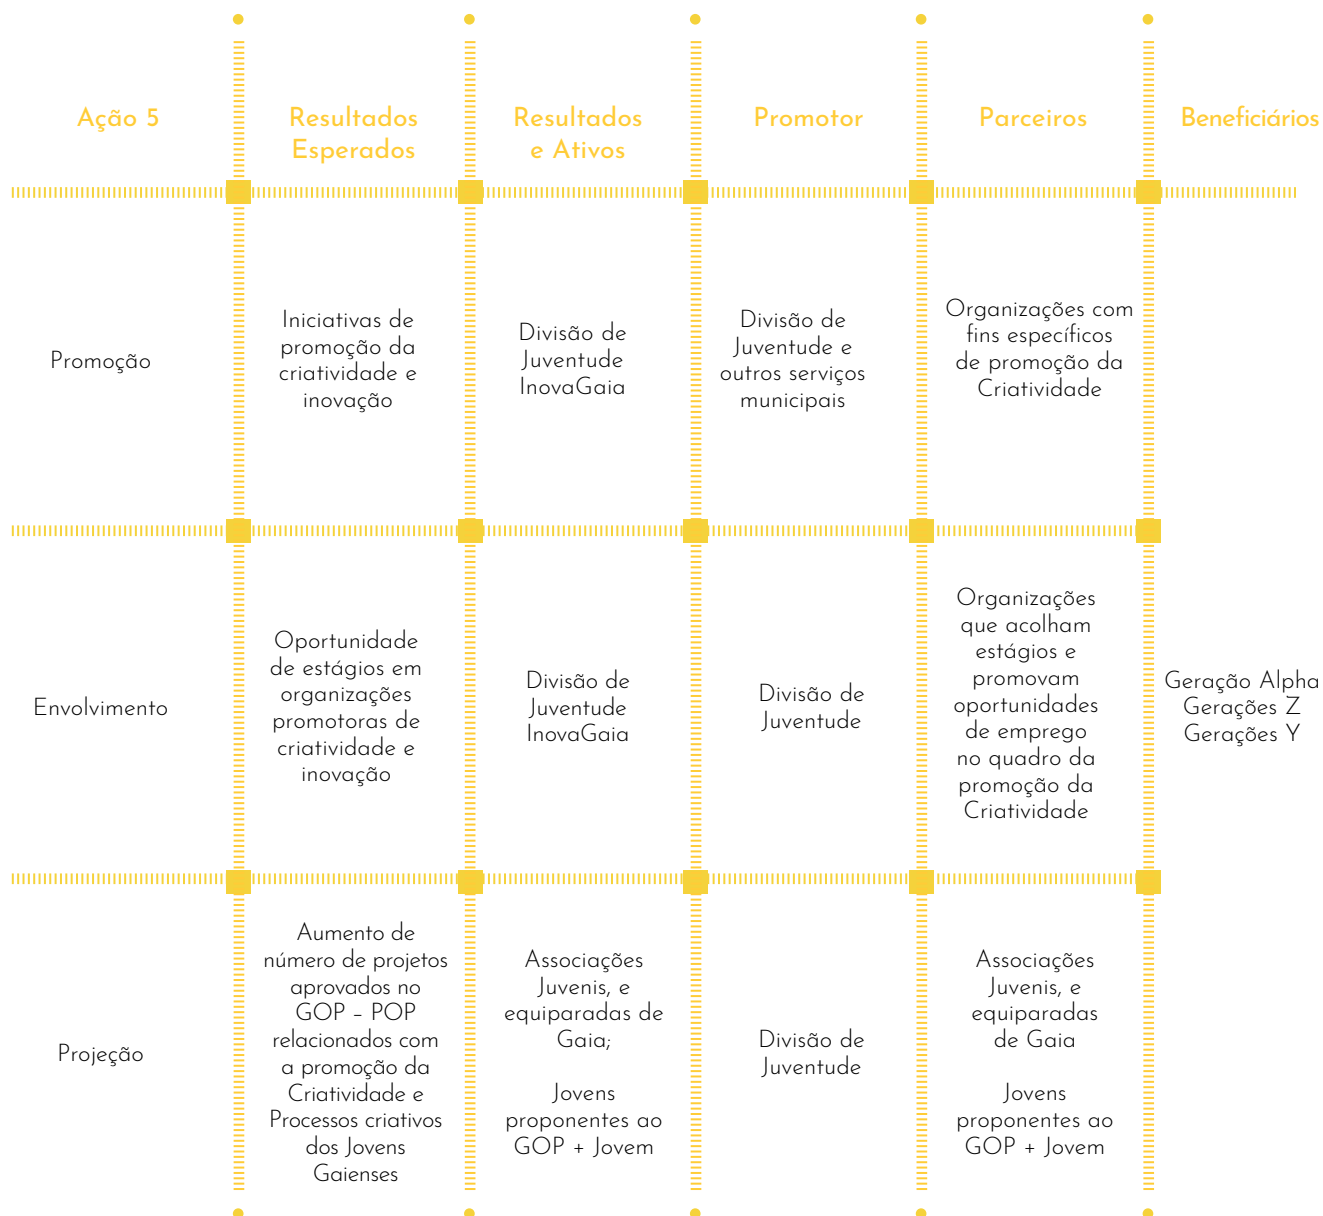 Ação 5
Resultados
Esperados
Resultados
e Ativos
Promotor
Parceiros
Beneficiários
Promoção
Iniciativas de
promoção da
criatividade e
inovação
Divisão de
Juventude
InovaGaia
Divisão de
Juventude e
outros serviços
municipais
Organizações com
fins específicos
de promoção da
Criatividade
Envolvimento
Oportunidade
de estágios em
organizações
promotoras de
criatividade e
inovação
Divisão de
Juventude
InovaGaia
Divisão de
Juventude
Organizações
que acolham
estágios e
promovam
oportunidades
de emprego
no quadro da
promoção da
Criatividade
Geração Alpha
Gerações Z
Gerações Y
Projeção
Aumento de
número de projetos
aprovados no
GOP – POP
relacionados com
a promoção da
Criatividade e
Processos criativos
dos Jovens
Gaienses
Associações
Juvenis, e
equiparadas de
Gaia;
Jovens
proponentes ao
GOP + Jovem
Divisão de
Juventude
Associações
Juvenis, e
equiparadas
de Gaia
Jovens
proponentes ao
GOP + Jovem